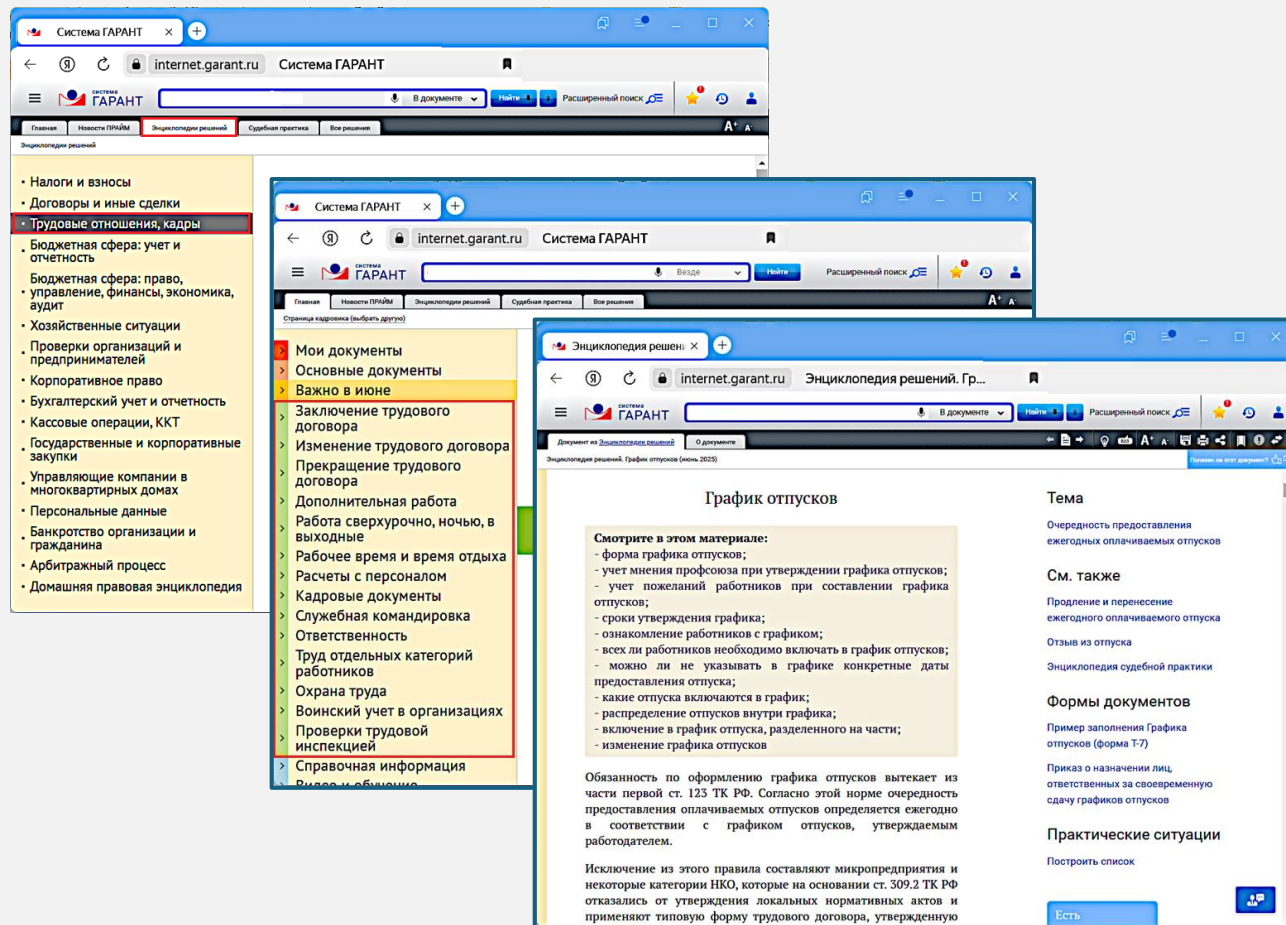 Система ГАРАНТ
internet.garant.ru Система ГАРАНТ
система
ГАРАНТ
В документе
Найти
Расширенный поиск
Главная
Новости ПРАЙМ
Энциклопедии решений
Судебная практика
Все решения
А+ А-
Энциклопедии решений
Налоги и взносы
Договоры и иные сделки
Трудовые отношения, кадры
Бюджетная сфера: учет и
отчетность
Бюджетная сфера: право,
управление, финансы, экономика,
аудит
Хозяйственные ситуации
Проверки организаций и
предпринимателей
Корпоративное право
Бухгалтерский учет и отчетность
Кассовые операции, ККТ
Государственные и корпоративные
закупки
Управляющие компании в
многоквартирных домах
Персональные данные
Банкротство организации и
гражданина
Арбитражный процесс
Домашняя правовая энциклопедия
Система ГАРАНТ
internet.garant.ru Система ГАРАНТ
система
ГАРАНТ
Везде
Найти
Расширенный поиск
Главная
Новости ПРАЙМ
Энциклопедии решений
Судебная практика
Все решения
А+ А-
Страница кадровика (выбрать другую)
Мои документы
Основные документы
Важно в июне
Заключение трудового
договора
Изменение трудового договора
Прекращение трудового
договора
Дополнительная работа
Работа сверхурочно, ночью, в
выходные
Рабочее время и время отдыха
Расчеты с персоналом
Кадровые документы
Служебная командировка
Ответственность
Труд отдельных категорий
работников
Охрана труда
Воинский учет в организациях
Проверки трудовой
инспекцией
Справочная информация
Видео и обучение
Энциклопедия решени
internet.garant.ru Энциклопедия решений. Гр...
система
ГАРАНТ
В документе
Найти
Расширенный поиск
Документ из Энциклопедии решений
О документе
А+ А-
Энциклопедия решений. График отпусков (июнь 2025)
Полезен ли этот документ?
График отпусков
Смотрите в этом материале:
- форма графика отпусков;
- учет мнения профсоюза при утверждении графика отпусков;
- учет пожеланий работников при составлении графика
отпусков;
- сроки утверждения графика;
- ознакомление работников с графиком;
- всех ли работников необходимо включать в график отпусков;
- можно ли не указывать в графике конкретные даты
предоставления отпуска;
- какие отпуска включаются в график;
- распределение отпусков внутри графика;
- включение в график отпуска, разделенного на части;
- изменение графика отпусков
Обязанность по оформлению графика отпусков вытекает из
части первой ст. 123 ТК РФ. Согласно этой норме очередность
предоставления оплачиваемых отпусков определяется ежегодно
в соответствии с графиком отпусков, утверждаемым
работодателем.
Исключение из этого правила составляют микропредприятия и
некоторые категории НКО, которые на основании ст. 309.2 ТК РФ
отказались от утверждения локальных нормативных актов и
применяют типовую форму трудового договора, утвержденную
Тема
Очередность предоставления
ежегодных оплачиваемых отпусков
См. также
Продление и перенесение
ежегодного оплачиваемого отпуска
Отзыв из отпуска
Энциклопедия судебной практики
Формы документов
Пример заполнения Графика
отпусков (форма Т-7)
Приказ о назначении лиц,
ответственных за своевременную
сдачу графиков отпусков
Практические ситуации
Построить список
Есть